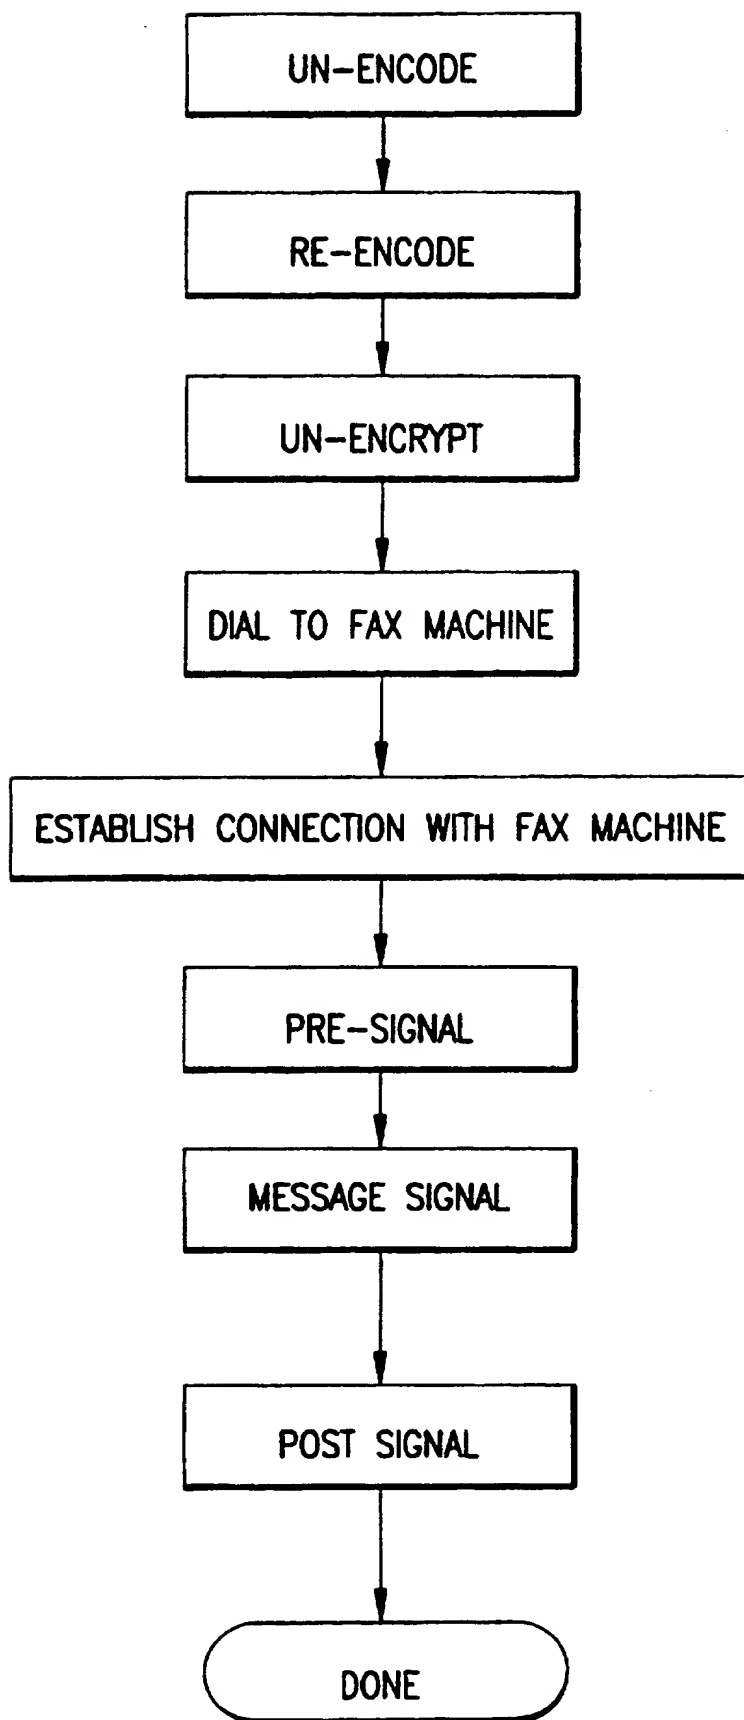 UN-ENCODE
RE-ENCODE
UN-ENCRYPT
DIAL TO FAX MACHINE
ESTABLISH CONNECTION WITH FAX MACHINE
PRE-SIGNAL
MESSAGE SIGNAL
POST SIGNAL
DONE